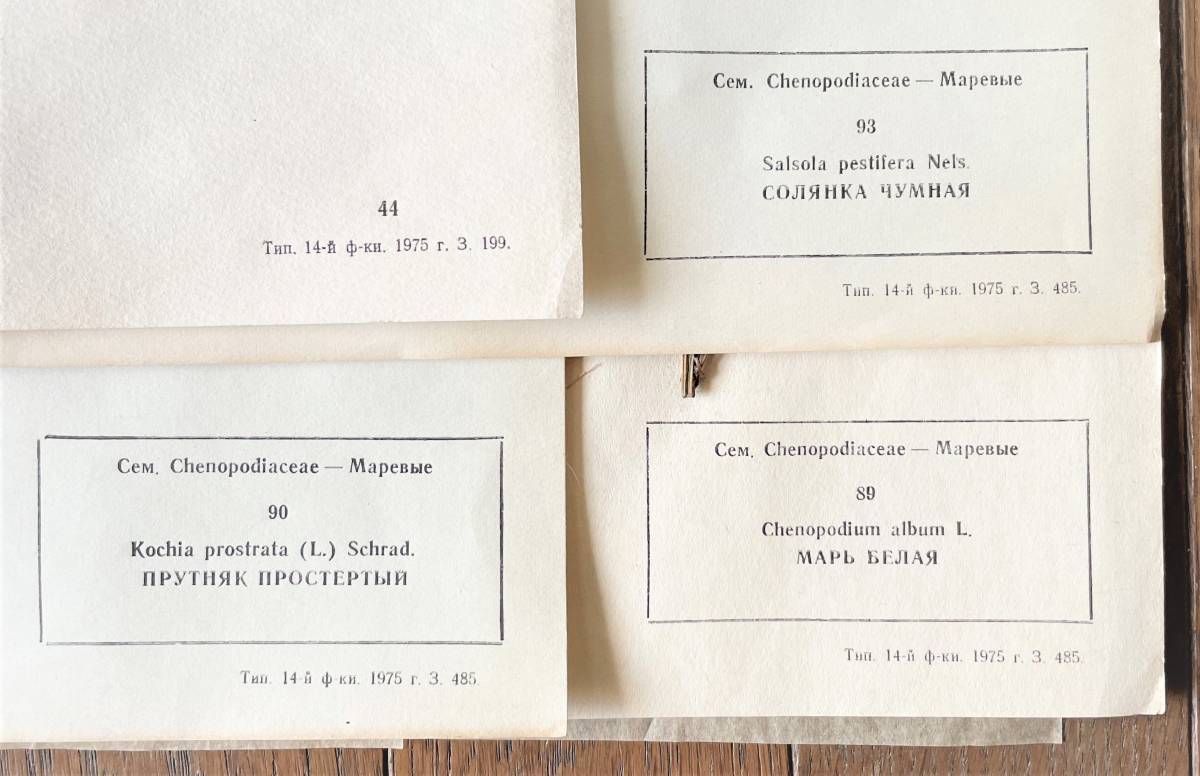 44
Тип. 14-й ф-ки. 1975 г. З. 199.
Сем. Chenopodiaceae — Маревые
93
Salsola pestifera Nels.
СОЛЯНКА ЧУМНАЯ
Тип. 14-й ф-ки. 1975 г. З. 485.
Сем. Chenopodiaceae — Маревые
90
Kochia prostrata (L.) Schrad.
ПРУТНЯК ПРОСТЕРТЫЙ
Тип. 14-й ф-ки. 1975 г. З. 485.
Сем. Chenopodiaceae — Маревые
89
Chenopodium album L.
МАРЬ БЕЛАЯ
Тип. 14-й ф-ки. 1975 г. З. 485.